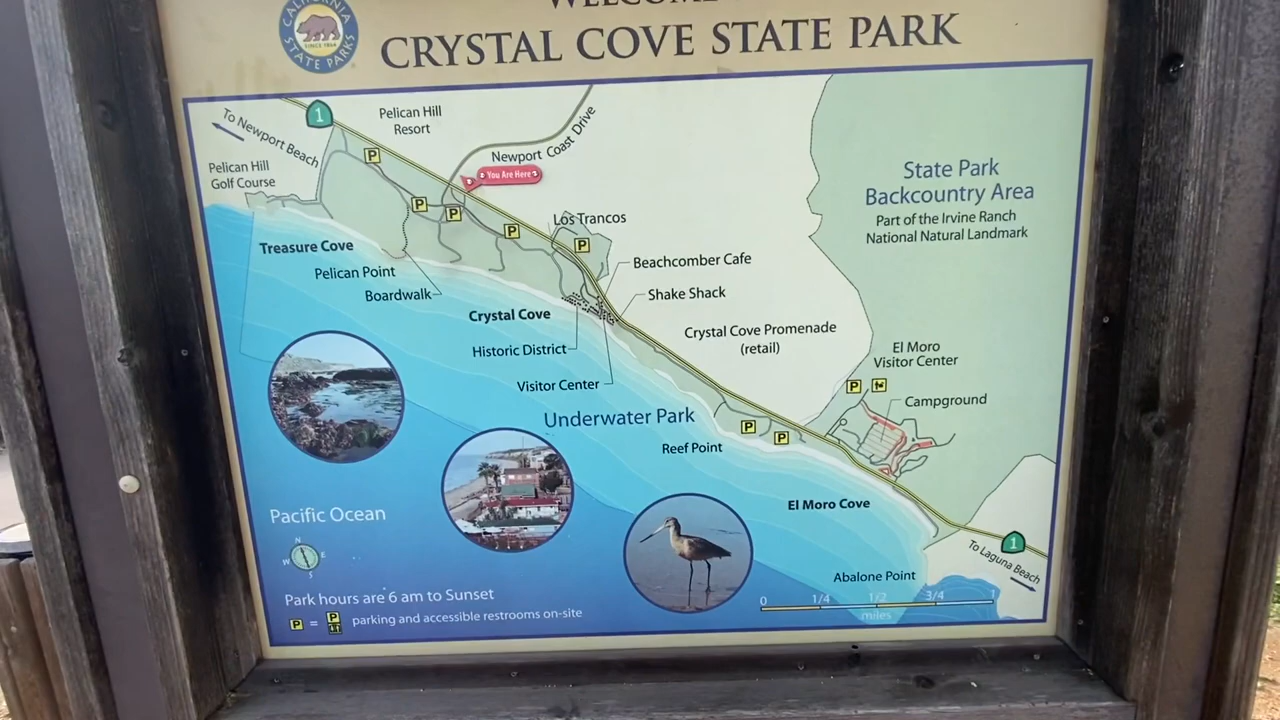 WELCOME
CALIFORNIA
STATE PARKS
SINCE 1864
CRYSTAL COVE STATE PARK
1
Pelican Hill
Resort
To Newport Beach
Newport Coast Drive
Pelican Hill
Golf Course
You Are Here
P
P
P
P
P
Los Trancos
State Park
Backcountry Area
Part of the Irvine Ranch
National Natural Landmark
Treasure Cove
Pelican Point
Boardwalk
Beachcomber Cafe
Shake Shack
Crystal Cove
Crystal Cove Promenade
(retail)
Historic District
Visitor Center
El Moro
Visitor Center
P
Campground
Underwater Park
P
P
Reef Point
El Moro Cove
Pacific Ocean
N
W E
S
1
To Laguna Beach
Abalone Point
0 1/4 1/2 3/4 1
miles
Park hours are 6 am to Sunset
P = P parking and accessible restrooms on-site